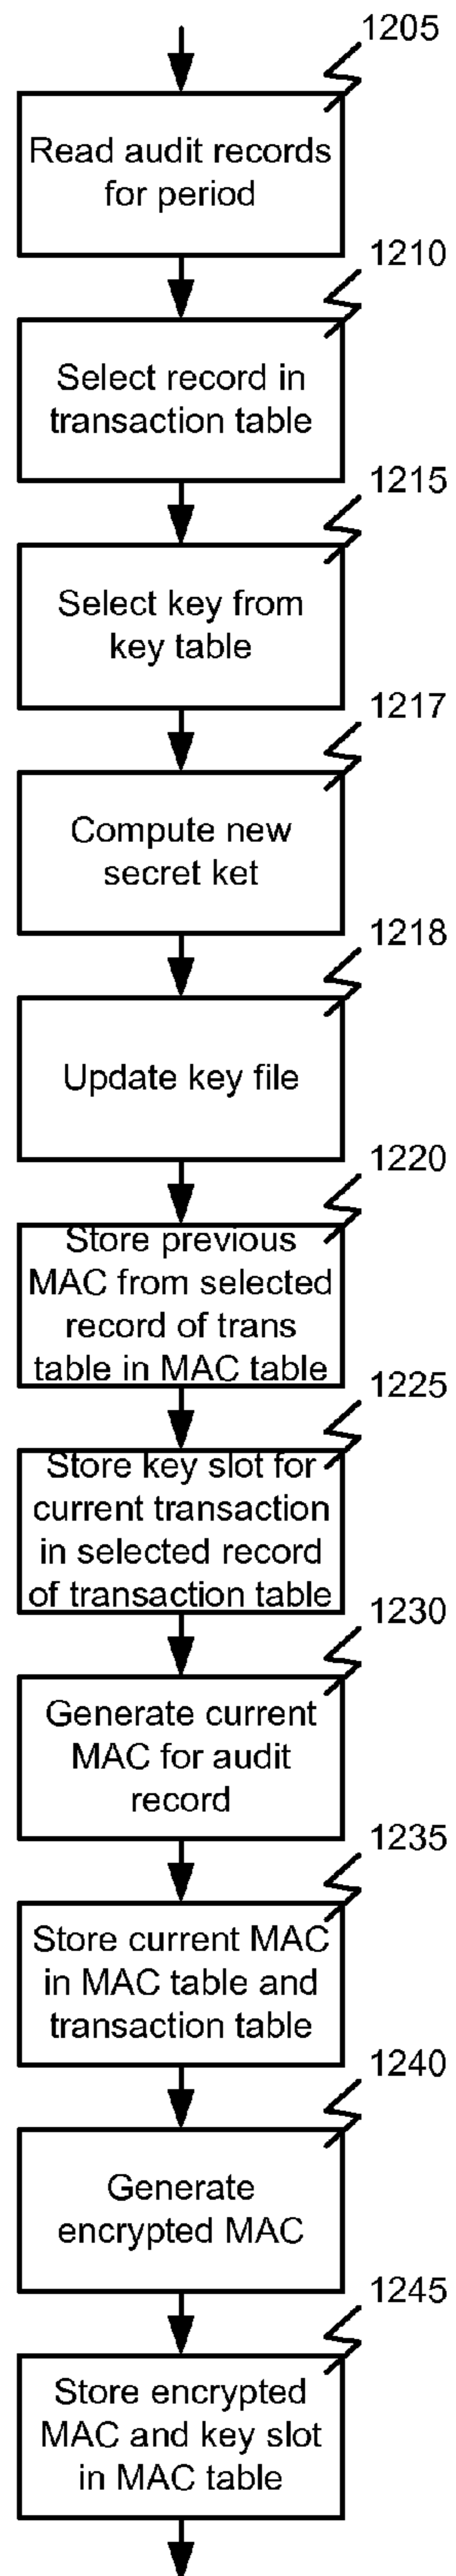 1205
Read audit records
for period
1210
Select record in
transaction table
1215
Select key from
key table
1217
Compute new
secret ket
1218
Update key file
1220
Store previous
MAC from selected
record of trans
table in MAC table
1225
Store key slot for
current transaction
in selected record
of transaction table
1230
Generate current
MAC for audit
record
1235
Store current MAC
in MAC table and
transaction table
1240
Generate
encrypted MAC
1245
Store encrypted
MAC and key slot
in MAC table